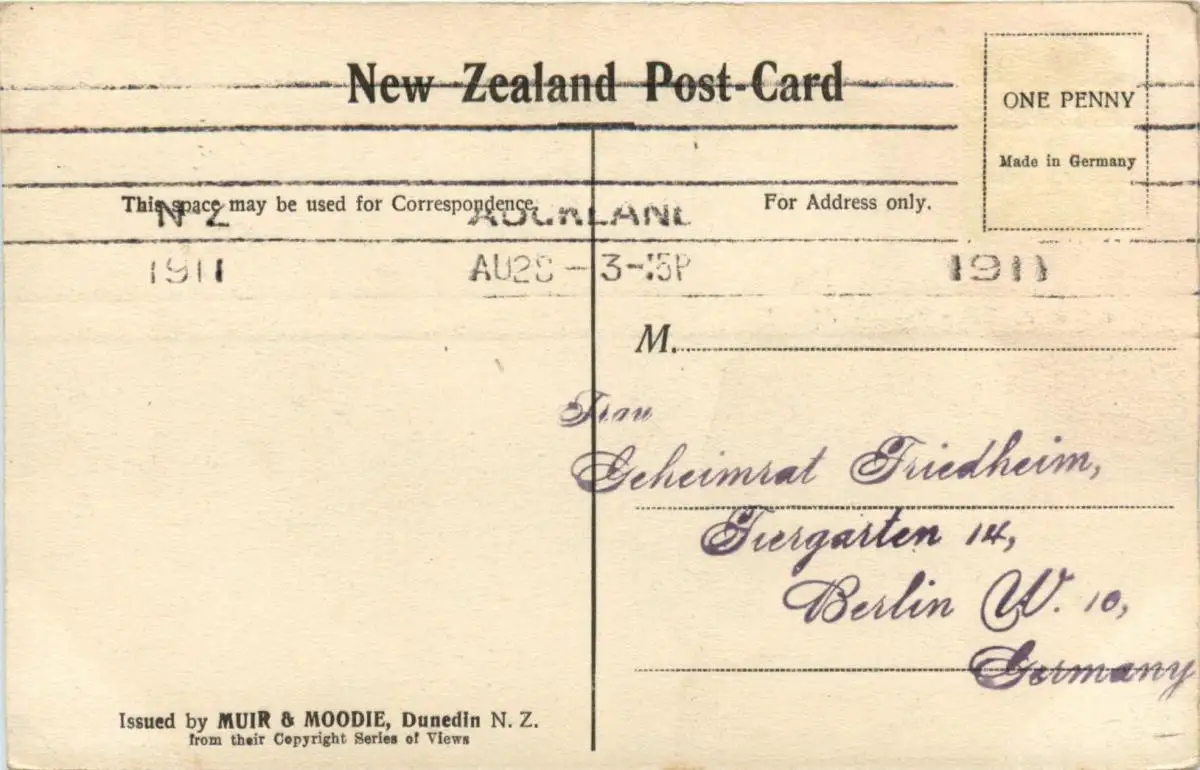 New Zealand Post-Card
ONE PENNY
Made in Germany
This space may be used for Correspondence.
For Address only.
N Z AUCKLAND
1911 AU28 - 3-15P 1911
M.
Frau
Geheimrat Friedheim,
Tiergarten 14,
Berlin W. 10,
Germany
Issued by MUIR & MOODIE, Dunedin N. Z.
from their Copyright Series of Views